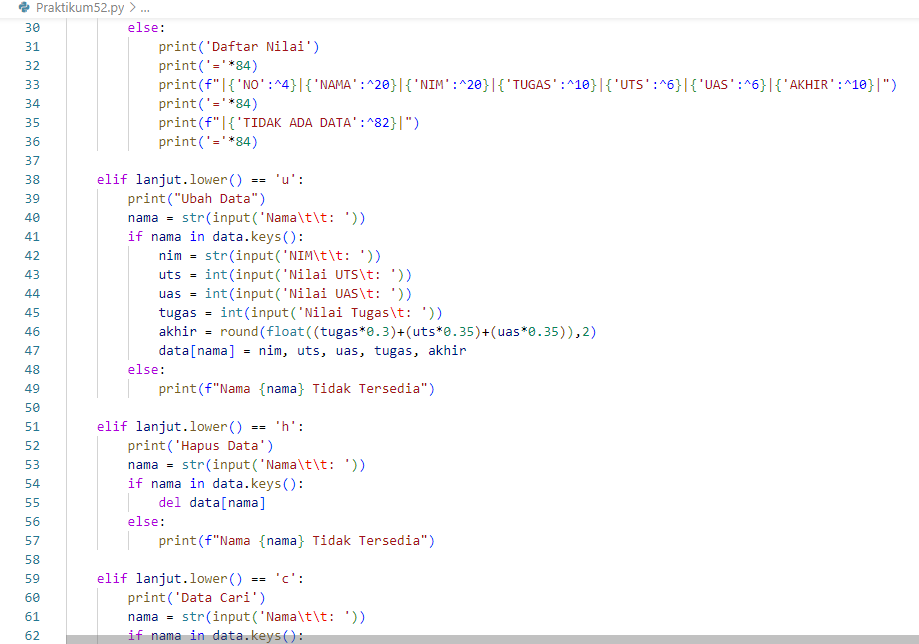 Praktikum52.py > ...
30 else:
31 print('Daftar Nilai')
32 print('='*84)
33 print(f"|{'NO':^4}|{'NAMA':^20}|{'NIM':^20}|{'TUGAS':^10}|{'UTS':^6}|{'UAS':^6}|{'AKHIR':^10}|")
34 print('='*84)
35 print(f"|{'TIDAK ADA DATA':^82}|")
36 print('='*84)
37
38 elif lanjut.lower() == 'u':
39 print("Ubah Data")
40 nama = str(input('Nama\t\t: '))
41 if nama in data.keys():
42 nim = str(input('NIM\t\t: '))
43 uts = int(input('Nilai UTS\t: '))
44 uas = int(input('Nilai UAS\t: '))
45 tugas = int(input('Nilai Tugas\t: '))
46 akhir = round(float((tugas*0.3)+(uts*0.35)+(uas*0.35)),2)
47 data[nama] = nim, uts, uas, tugas, akhir
48 else:
49 print(f"Nama {nama} Tidak Tersedia")
50
51 elif lanjut.lower() == 'h':
52 print('Hapus Data')
53 nama = str(input('Nama\t\t: '))
54 if nama in data.keys():
55 del data[nama]
56 else:
57 print(f"Nama {nama} Tidak Tersedia")
58
59 elif lanjut.lower() == 'c':
60 print('Data Cari')
61 nama = str(input('Nama\t\t: '))
62 if nama in data.keys():